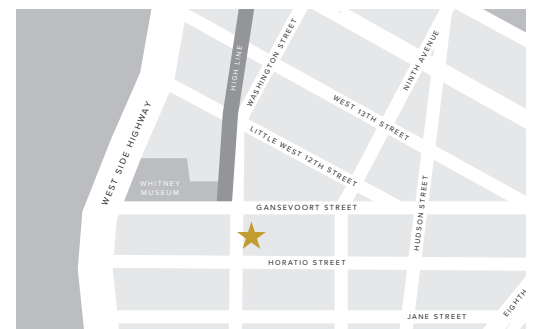 HIGH LINE
WASHINGTON STREET
NINTH AVENUE
WEST 13TH STREET
LITTLE WEST 12TH STREET
WEST SIDE HIGHWAY
WHITNEY
MUSEUM
GANSEVOORT STREET
HUDSON STREET
HORATIO STREET
EIGHTH
JANE STREET